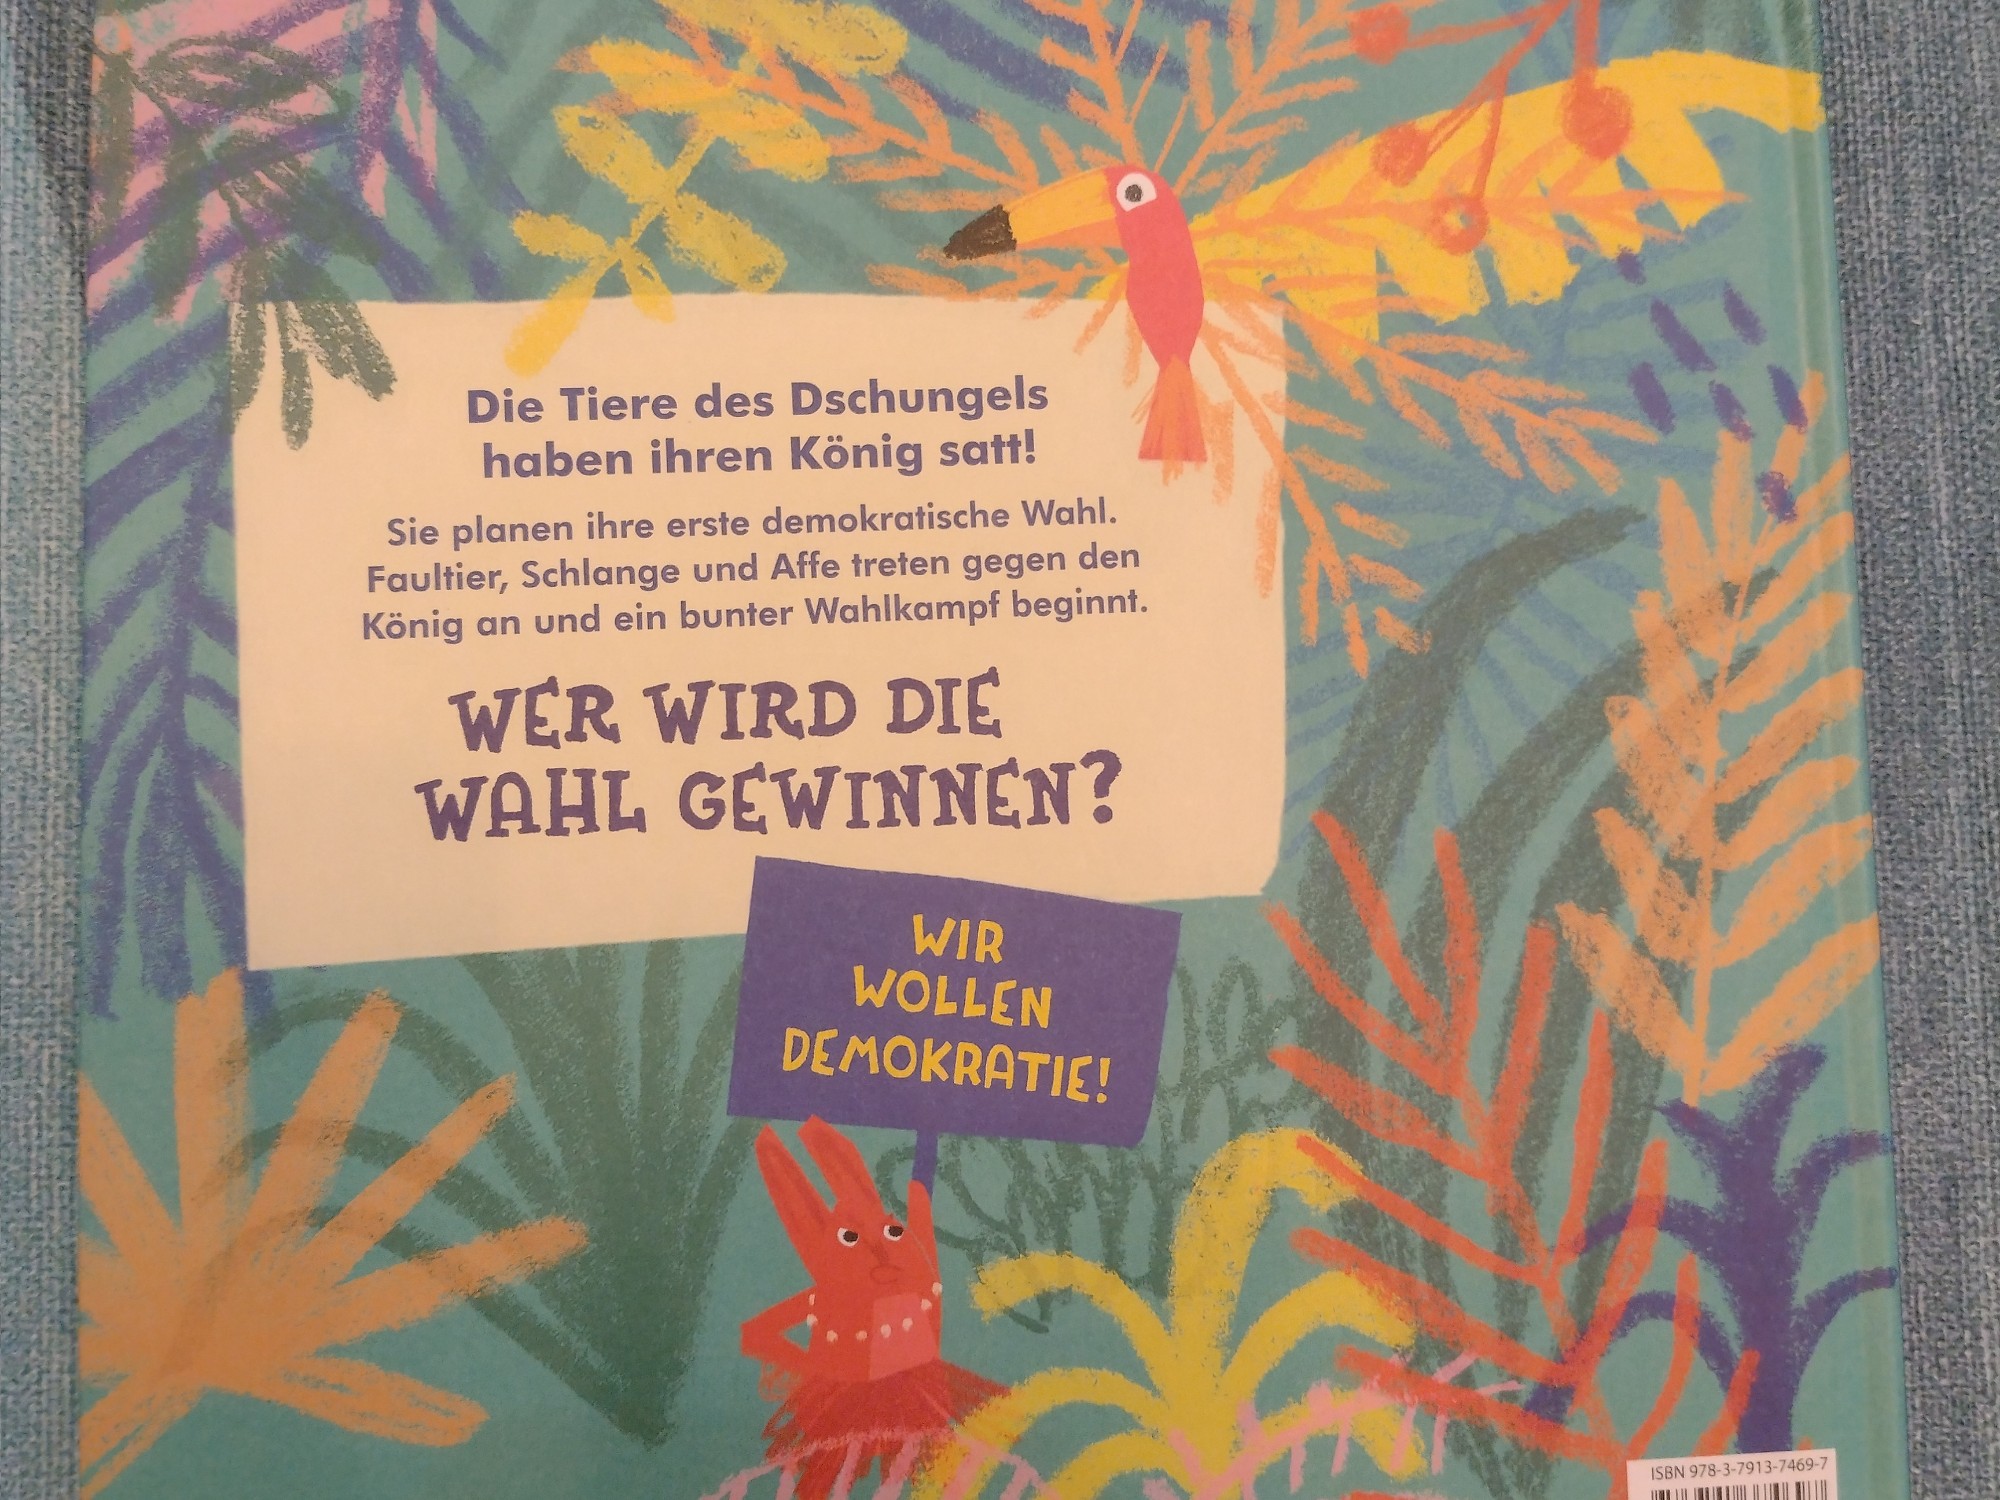 Die Tiere des Dschungels
haben ihren König satt!
Sie planen ihre erste demokratische Wahl.
Faultier, Schlange und Affe treten gegen den
König an und ein bunter Wahlkampf beginnt.
WER WIRD DIE
WAHL GEWINNEN?
WIR
WOLLEN
DEMOKRATIE!
ISBN 978-3-7913-7469-7